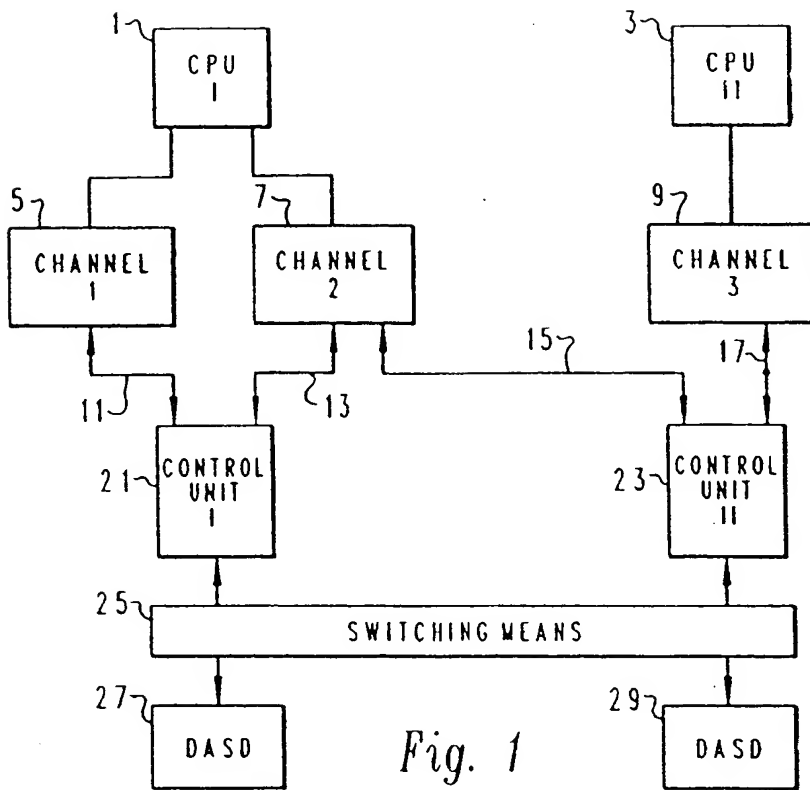 1
CPU
I
3
CPU
II
5
CHANNEL
1
7
CHANNEL
2
9
CHANNEL
3
11
13
15
17
21
CONTROL
UNIT
I
23
CONTROL
UNIT
II
25
SWITCHING MEANS
27
DASD
29
DASD
Fig. 1